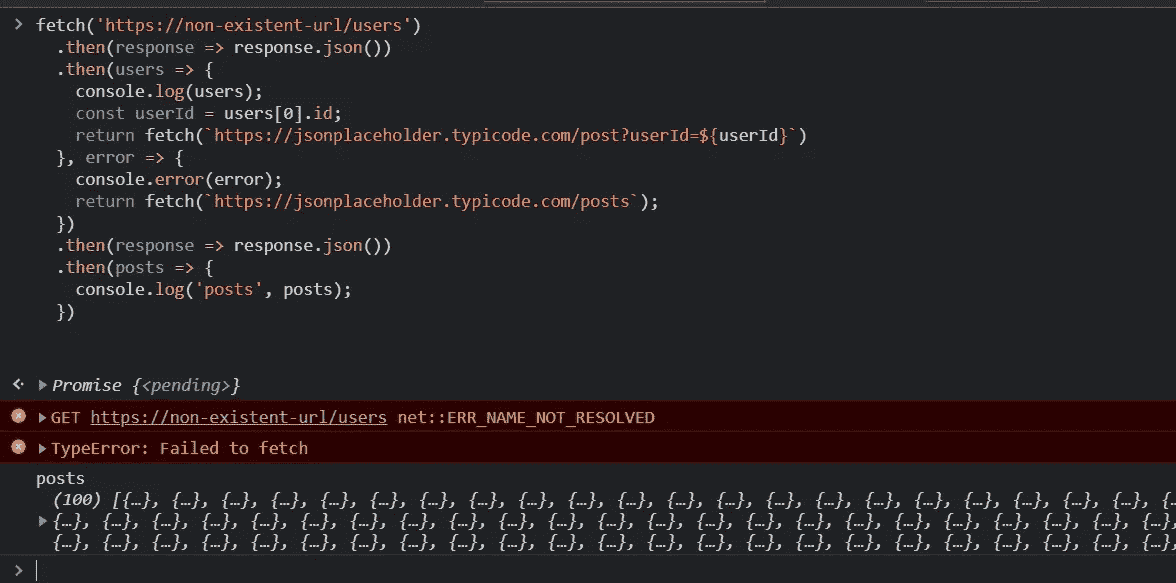 > fetch('https://non-existent-url/users')
.then(response => response.json())
.then(users => {
console.log(users);
const userId = users[0].id;
return fetch(`https://jsonplaceholder.typicode.com/post?userId=${userId}`)
}, error => {
console.error(error);
return fetch(`https://jsonplaceholder.typicode.com/posts`);
})
.then(response => response.json())
.then(posts => {
console.log('posts', posts);
})
Promise {<pending>}
GET https://non-existent-url/users net::ERR_NAME_NOT_RESOLVED
TypeError: Failed to fetch
posts
(100) [{…}, {…}, {…}, {…}, {…}, {…}, {…}, {…}, {…}, {…}, {…}, {…}, {…}, {…}, {…}, {…}, {…}, {…}, {…}, {…}, {…},
{…}, {…}, {…}, {…}, {…}, {…}, {…}, {…}, {…}, {…}, {…}, {…}, {…}, {…}, {…}, {…}, {…}, {…}, {…}, {…}, {…}, {…},
{…}, {…}, {…}, {…}, {…}, {…}, {…}, {…}, {…}, {…}, {…}, {…}, {…}, {…}, {…}, {…}, {…}, {…}, {…}, {…}, {…}, {…},
>